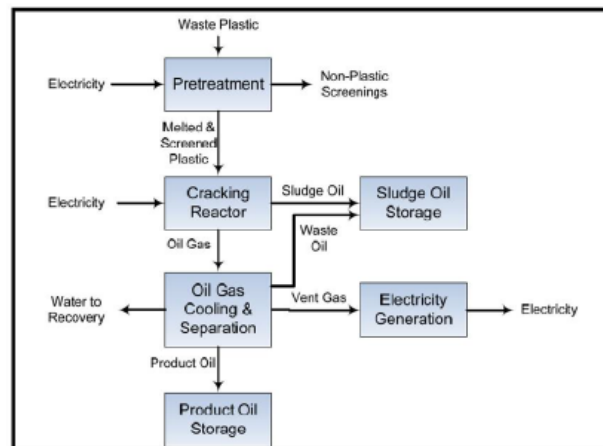 Waste Plastic
Electricity
Pretreatment
Non-Plastic
Screenings
Melted &
Screened
Plastic
Electricity
Cracking
Reactor
Sludge Oil
Sludge Oil
Storage
Waste
Oil
Oil Gas
Water to
Recovery
Oil Gas
Cooling &
Separation
Vent Gas
Electricity
Generation
Electricity
Product Oil
Product Oil
Storage